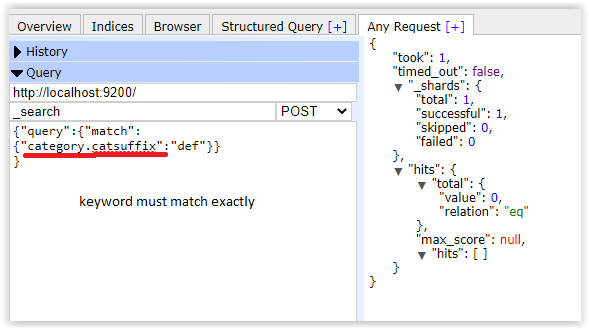 Overview Indices Browser Structured Query [+] Any Request [+]
History
Query
http://localhost:9200/
_search POST
{"query":{"match":
{"category.catsuffix":"def"}}
}
keyword must match exactly
{
"took": 1,
"timed_out": false,
"_shards": {
"total": 1,
"successful": 1,
"skipped": 0,
"failed": 0
},
"hits": {
"total": {
"value": 0,
"relation": "eq"
},
"max_score": null,
"hits": [ ]
}
}